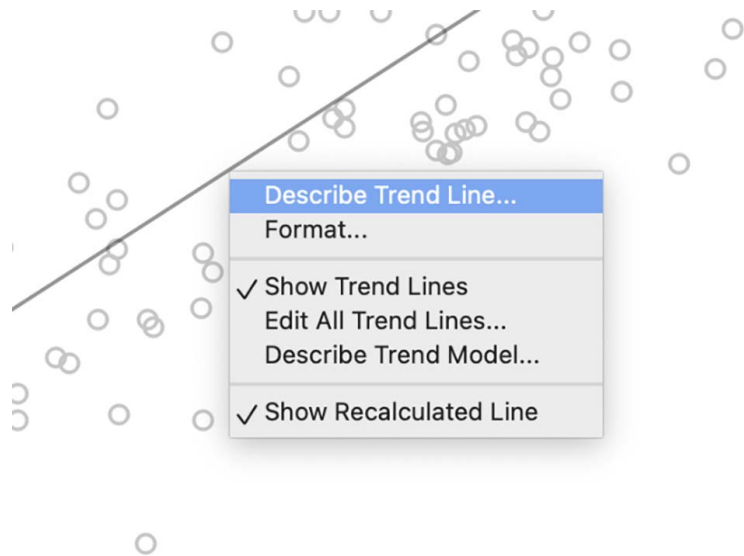 Describe Trend Line...
Format...
✓ Show Trend Lines
Edit All Trend Lines...
Describe Trend Model...
✓ Show Recalculated Line